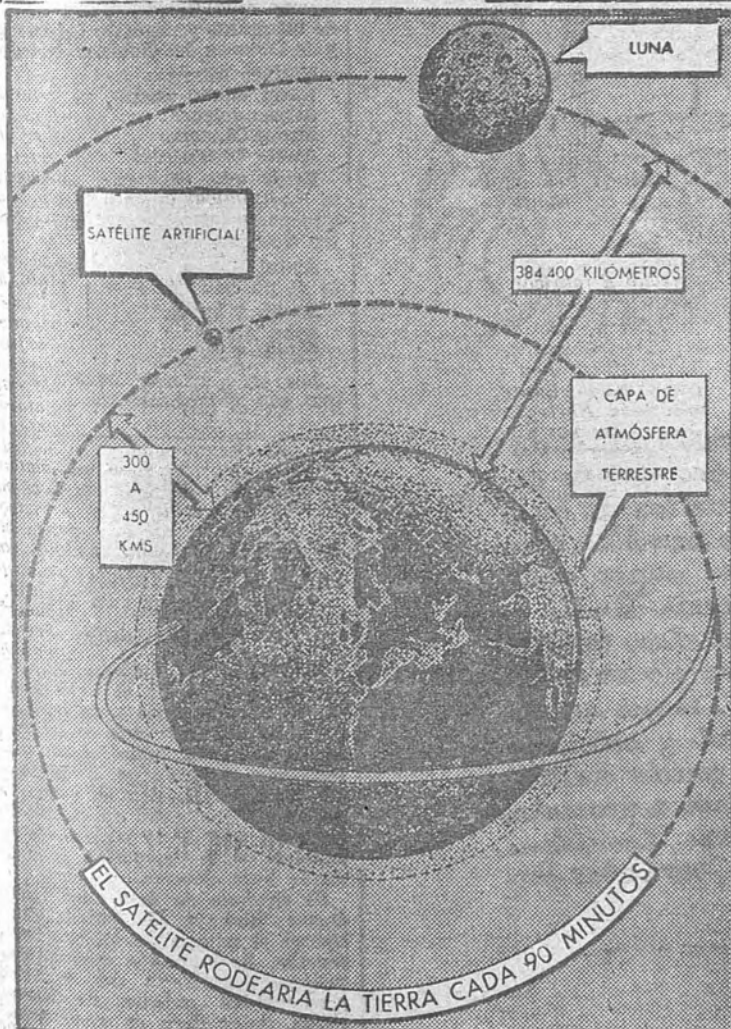 LUNA
SATÉLITE ARTIFICIAL
384.400 KILÓMETROS
CAPA DE
ATMÓSFERA
TERRESTRE
300
A
450
KMS
EL SATELITE RODEARIA LA TIERRA CADA 90 MINUTOS